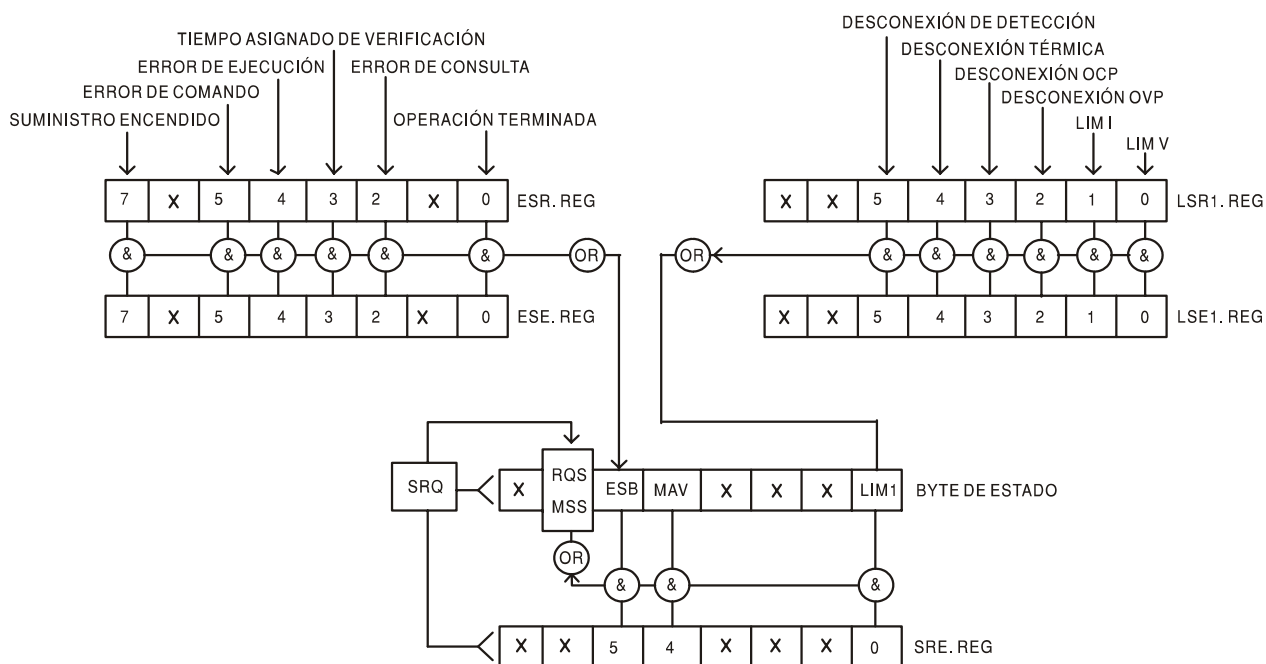 DESCONEXIÓN DE DETECCIÓN
TIEMPO ASIGNADO DE VERIFICACIÓN
DESCONEXIÓN TÉRMICA
ERROR DE EJECUCIÓN
ERROR DE CONSULTA
DESCONEXIÓN OCP
ERROR DE COMANDO
DESCONEXIÓN OVP
SUMINISTRO ENCENDIDO
OPERACIÓN TERMINADA
LIM I
LIM V
7 X 5 4 3 2 X 0 ESR. REG
X X 5 4 3 2 1 0 LSR1. REG
& & & & & & OR
OR & & & & & &
7 X 5 4 3 2 X 0 ESE. REG
X X 5 4 3 2 1 0 LSE1. REG
SRQ
X RQS MSS ESB MAV X X X LIM1 BYTE DE ESTADO
OR & & &
X X 5 4 X X X 0 SRE. REG